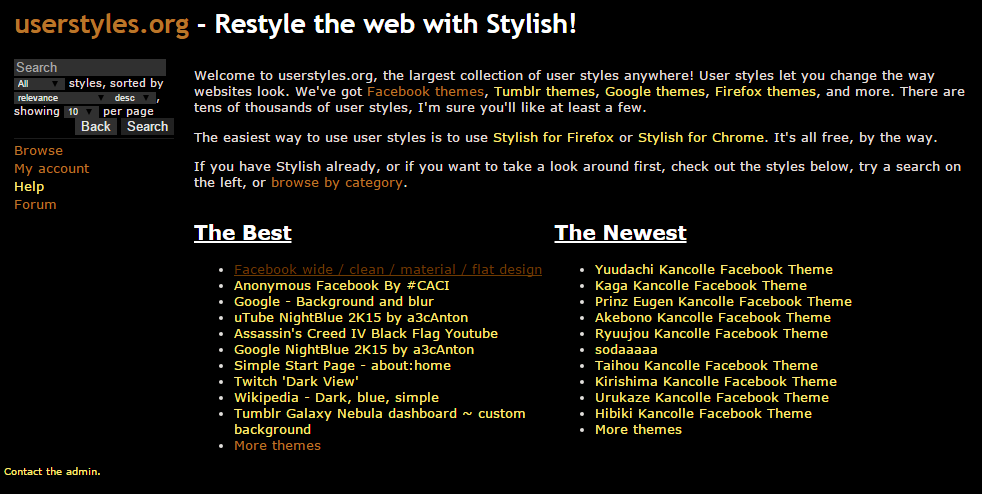 userstyles.org - Restyle the web with Stylish!
Search
All styles, sorted by
relevance desc ,
showing 10 per page
Back Search
Browse
My account
Help
Forum
Welcome to userstyles.org, the largest collection of user styles anywhere! User styles let you change the way
websites look. We've got Facebook themes, Tumblr themes, Google themes, Firefox themes, and more. There are
tens of thousands of user styles, I'm sure you'll like at least a few.
The easiest way to use user styles is to use Stylish for Firefox or Stylish for Chrome. It's all free, by the way.
If you have Stylish already, or if you want to take a look around first, check out the styles below, try a search on
the left, or browse by category.
The Best
Facebook wide / clean / material / flat design
Anonymous Facebook By #CACI
Google - Background and blur
uTube NightBlue 2K15 by a3cAnton
Assassin's Creed IV Black Flag Youtube
Google NightBlue 2K15 by a3cAnton
Simple Start Page - about:home
Twitch 'Dark View'
Wikipedia - Dark, blue, simple
Tumblr Galaxy Nebula dashboard ~ custom
background
More themes
The Newest
Yuudachi Kancolle Facebook Theme
Kaga Kancolle Facebook Theme
Prinz Eugen Kancolle Facebook Theme
Akebono Kancolle Facebook Theme
Ryuujou Kancolle Facebook Theme
sodaaaaa
Taihou Kancolle Facebook Theme
Kirishima Kancolle Facebook Theme
Urukaze Kancolle Facebook Theme
Hibiki Kancolle Facebook Theme
More themes
Contact the admin.